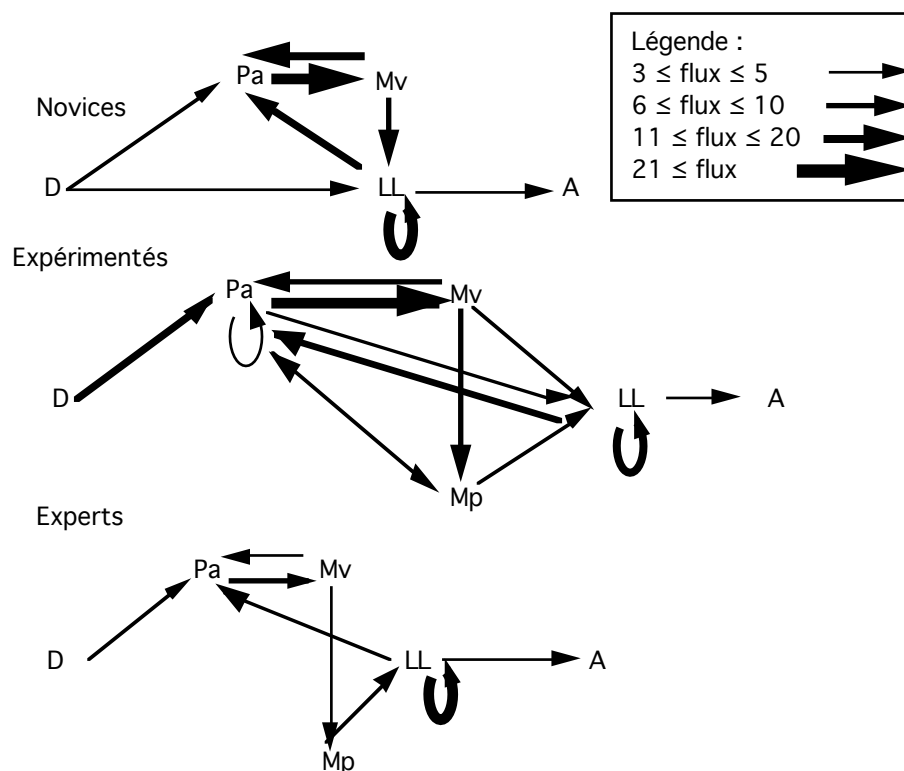 Légende :
3 ≤ flux ≤ 5
6 ≤ flux ≤ 10
11 ≤ flux ≤ 20
21 ≤ flux
Pa
Mv
Novices
D
LL
A
Expérimentés
Pa
Mv
D
LL
A
Mp
Experts
Pa
Mv
D
LL
A
Mp